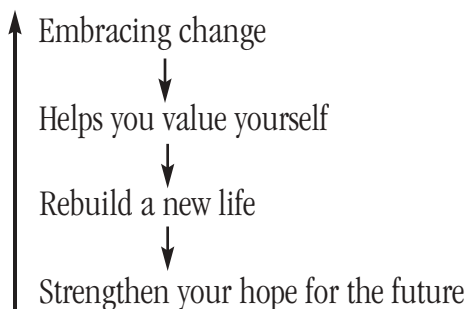 Embracing change
Helps you value yourself
Rebuild a new life
Strengthen your hope for the future